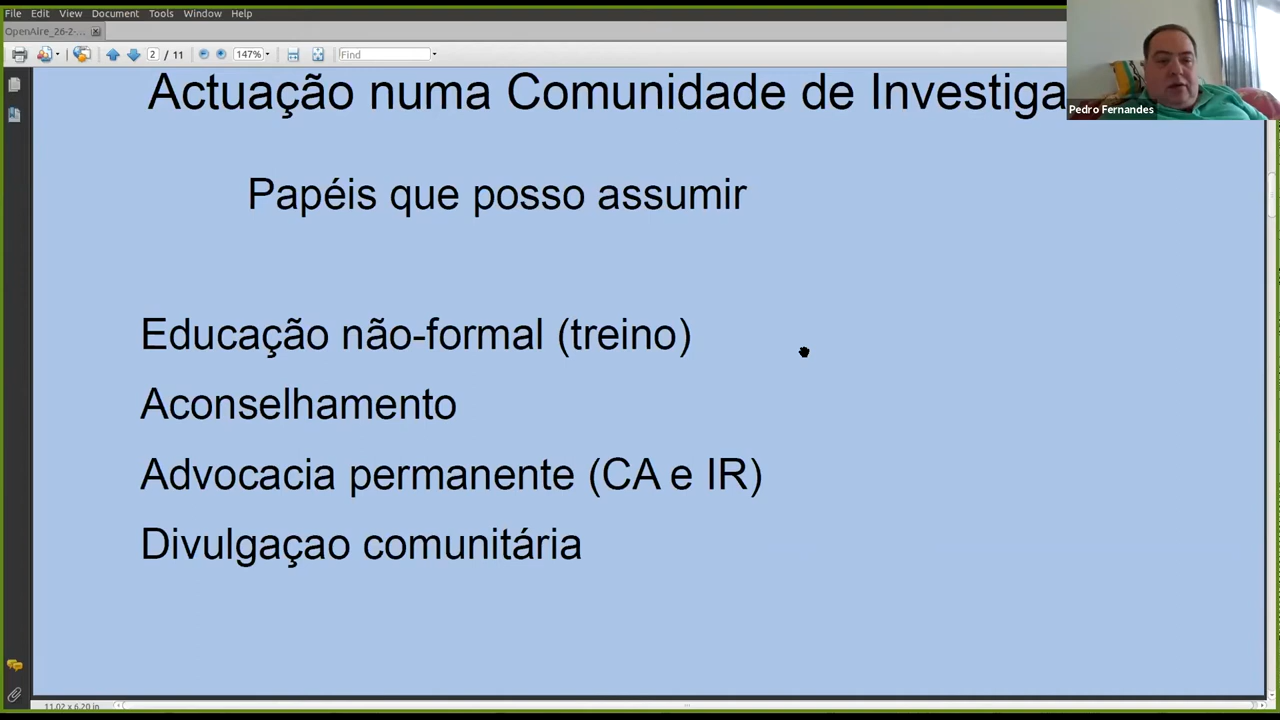 File Edit View Document Tools Window Help
OpenAire_26-2-...
2 / 11 147% Find
Actuação numa Comunidade de Investiga
Pedro Fernandes
Papéis que posso assumir
Educação não-formal (treino)
Aconselhamento
Advocacia permanente (CA e IR)
Divulgaçao comunitária
11.02 x 6.20 in